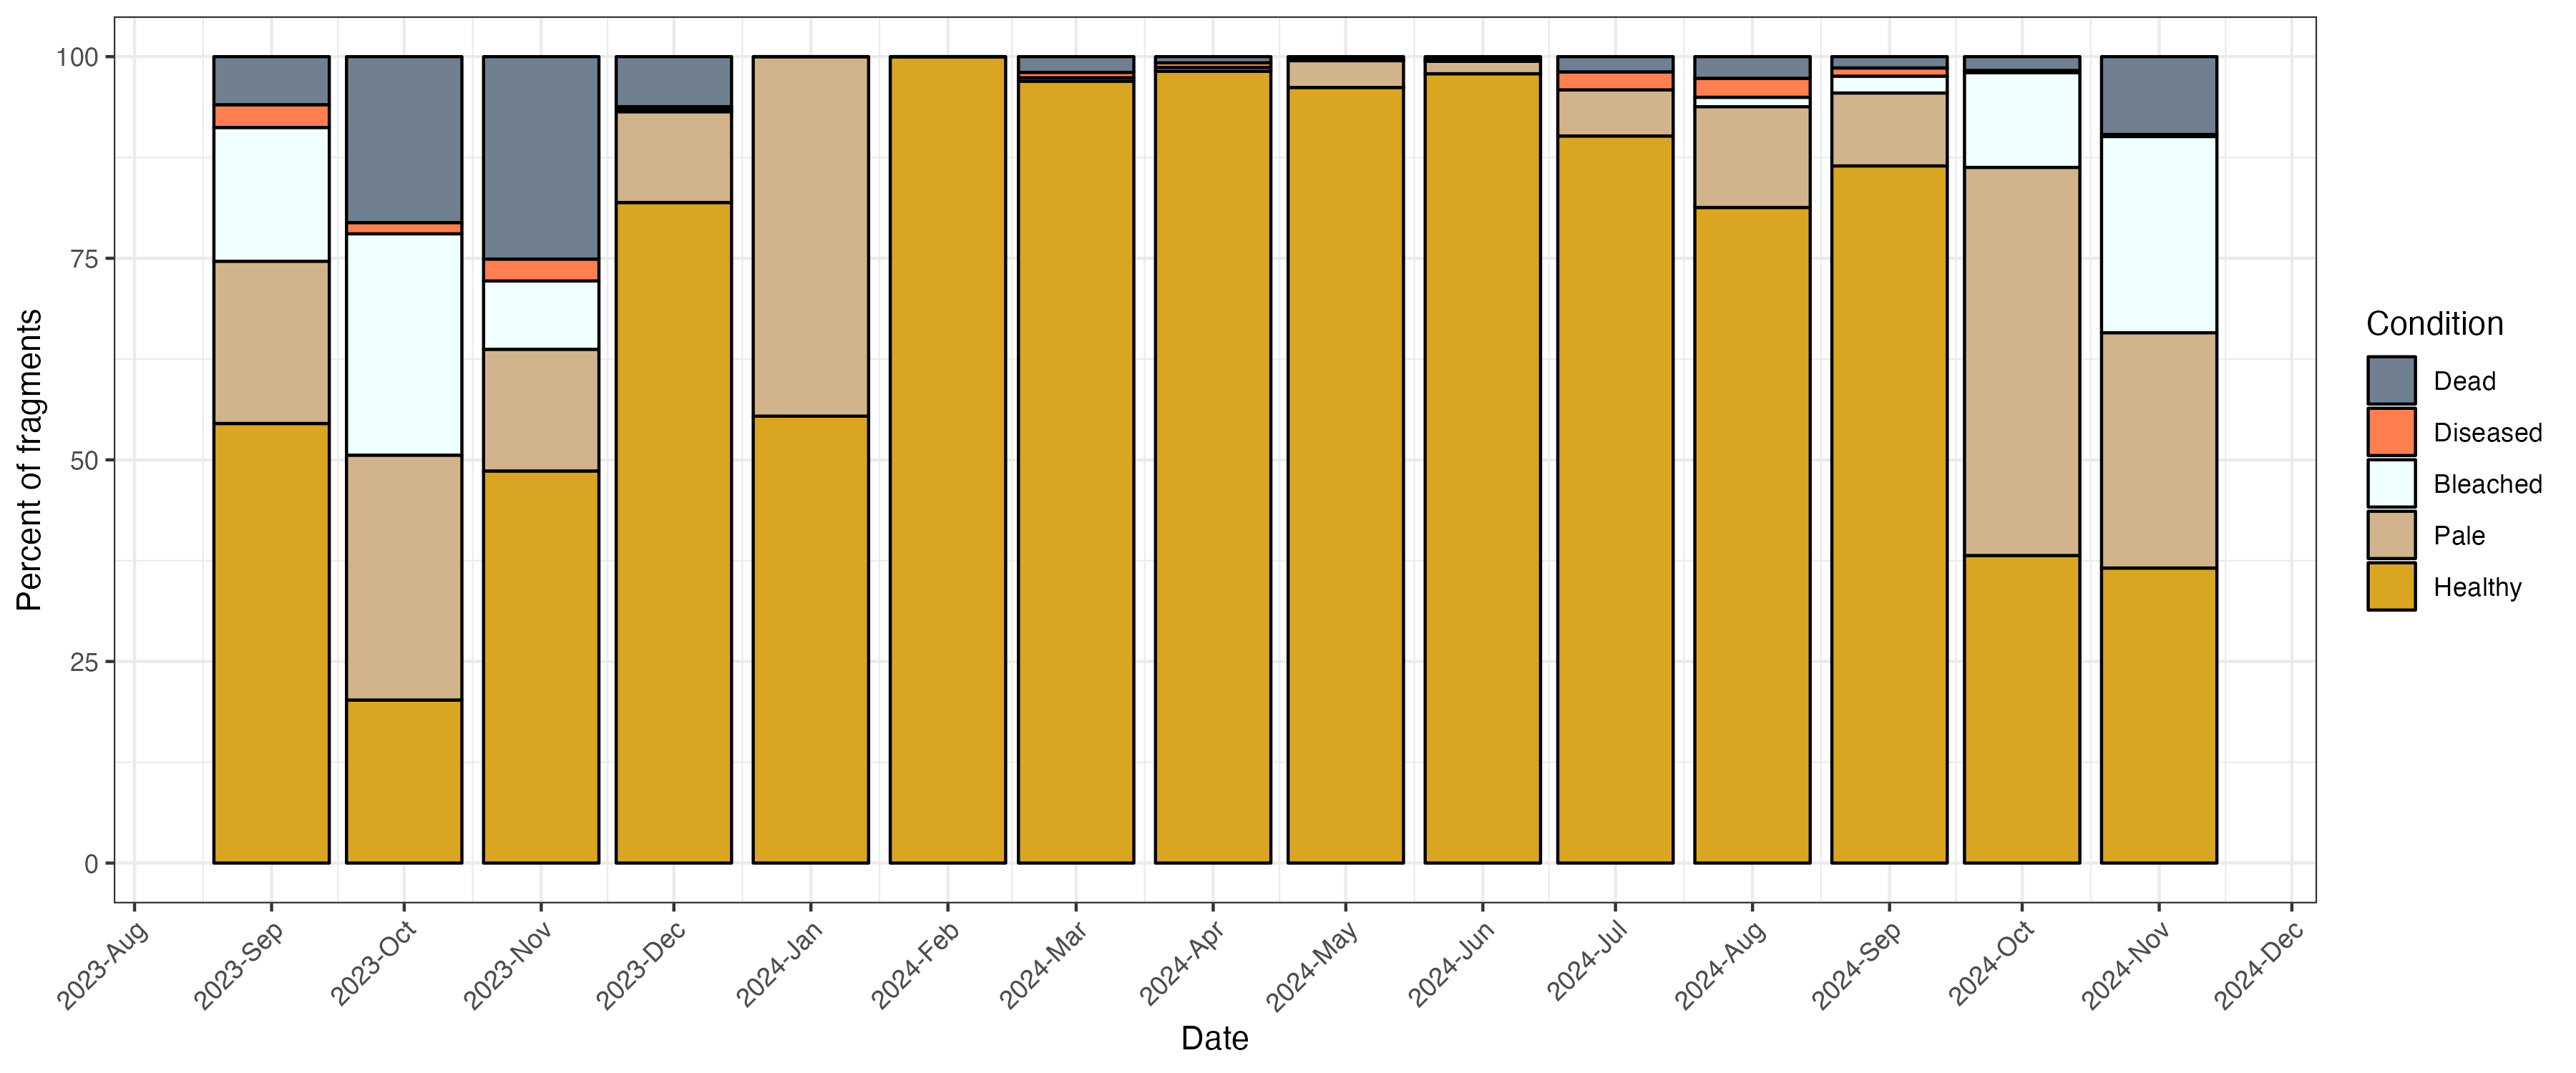 Percent of fragments
100
75
50
25
0
2023-Aug
2023-Sep
2023-Oct
2023-Nov
2023-Dec
2024-Jan
2024-Feb
2024-Mar
2024-Apr
2024-May
2024-Jun
2024-Jul
2024-Aug
2024-Sep
2024-Oct
2024-Nov
2024-Dec
Date
Condition
Dead
Diseased
Bleached
Pale
Healthy